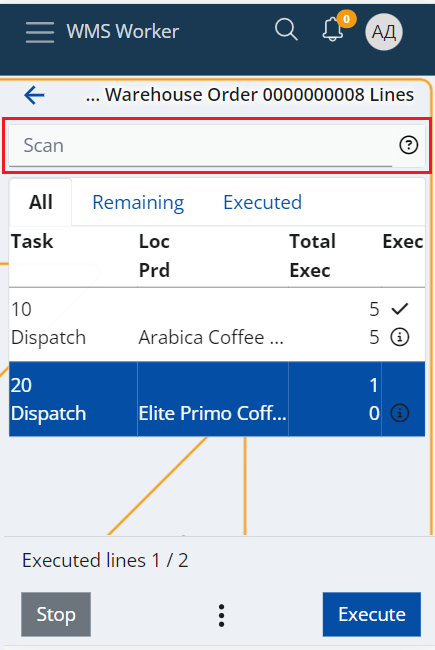 WMS Worker
0
АД
... Warehouse Order 0000000008 Lines
Scan
All Remaining Executed
Task Loc Total Exec
Prd Exec
10 5
Dispatch Arabica Coffee ... 5
20 1
Dispatch Elite Primo Coff... 0
Executed lines 1 / 2
Stop Execute